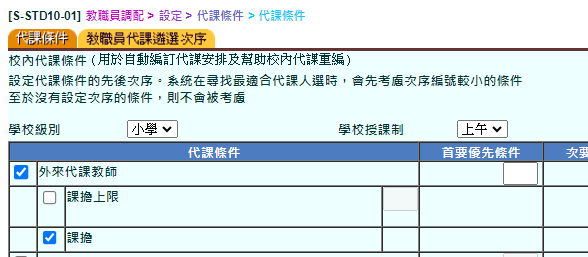 [S-STD10-01] 教職員調配 > 設定 > 代課條件 > 代課條件
代課條件 教職員代課遴選次序
校內代課條件 (用於自動編訂代課安排及幫助校內代課重編)
設定代課條件的先後次序。系統在尋找最適合代課人選時，會先考慮次序編號較小的條件
至於沒有設定次序的條件，則不會被考慮
學校級別 小學 學校授課制 上午
代課條件 首要優先條件 次要
外來代課教師
課擔上限
課擔